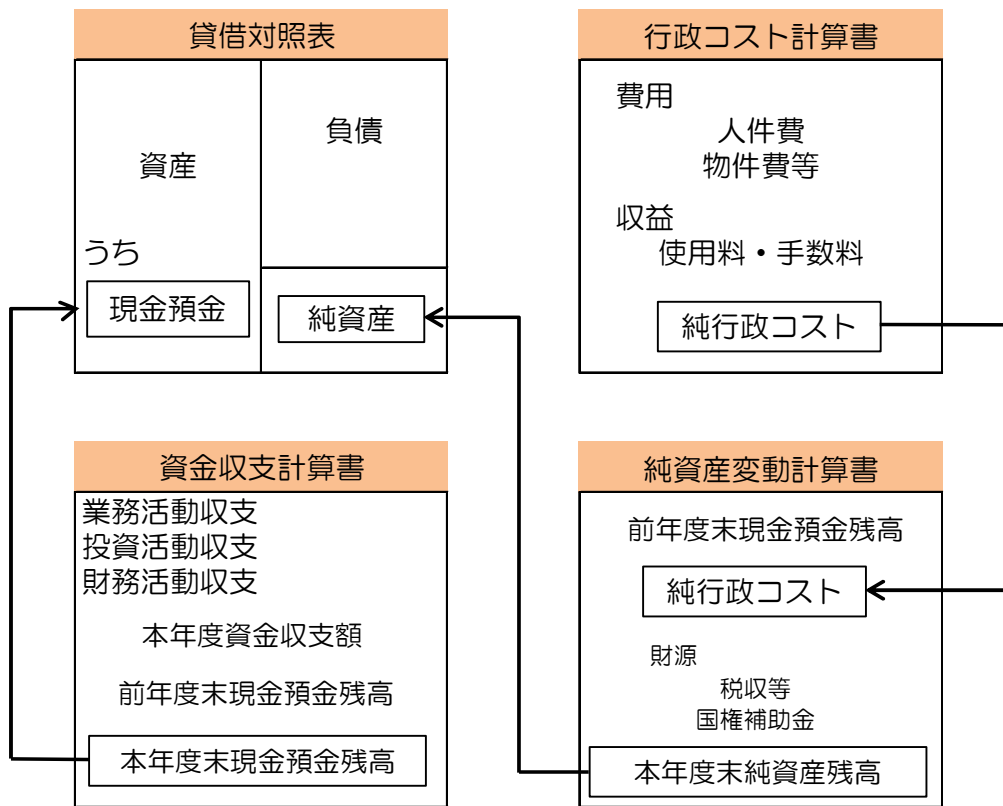 貸借対照表
資産
うち
現金預金
負債
純資産
行政コスト計算書
費用
人件費
物件費等
収益
使用料・手数料
純行政コスト
資金収支計算書
業務活動収支
投資活動収支
財務活動収支
本年度資金収支額
前年度末現金預金残高
本年度末現金預金残高
純資産変動計算書
前年度末現金預金残高
純行政コスト
財源
税収等
国権補助金
本年度末純資産残高